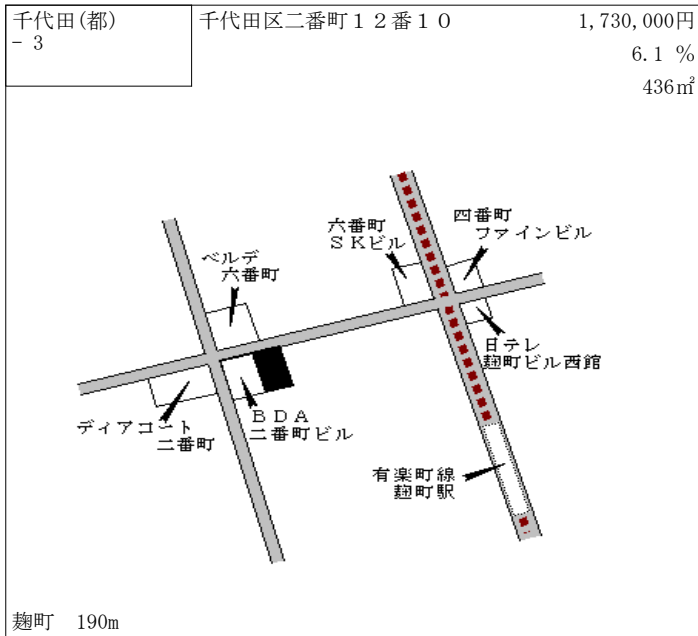 千代田(都)
- 3
千代田区二番町１２番１０
1,730,000円
6.1 %
436㎡
六番町
ＳＫビル
四番町
ファインビル
ベルデ
六番町
日テレ
麹町ビル西館
ディアコート
二番町
ＢＤＡ
二番町ビル
有楽町線
麹町駅
麹町　190m